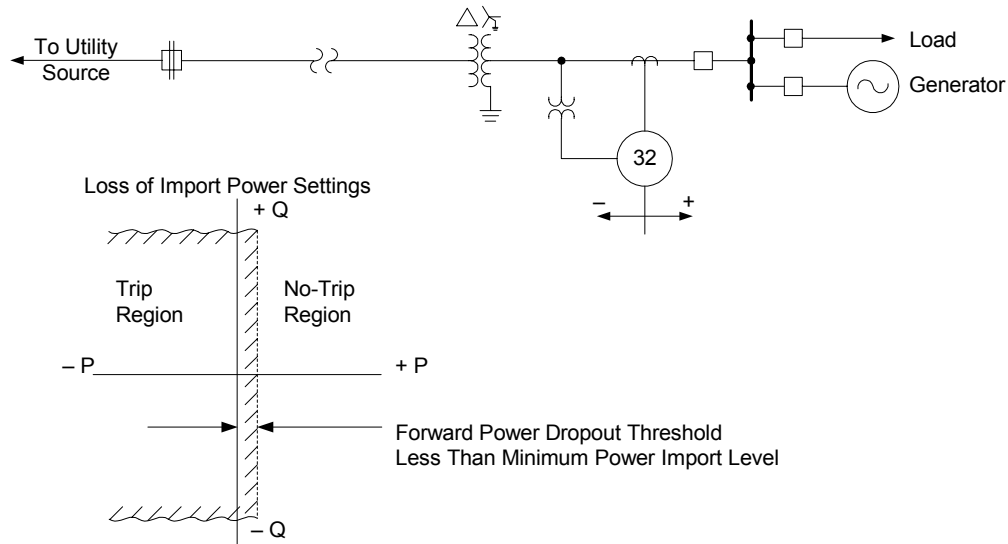 To Utility
Source
Load
Generator
32
– +
Loss of Import Power Settings
+ Q
Trip
Region
No-Trip
Region
– P
+ P
Forward Power Dropout Threshold
Less Than Minimum Power Import Level
– Q